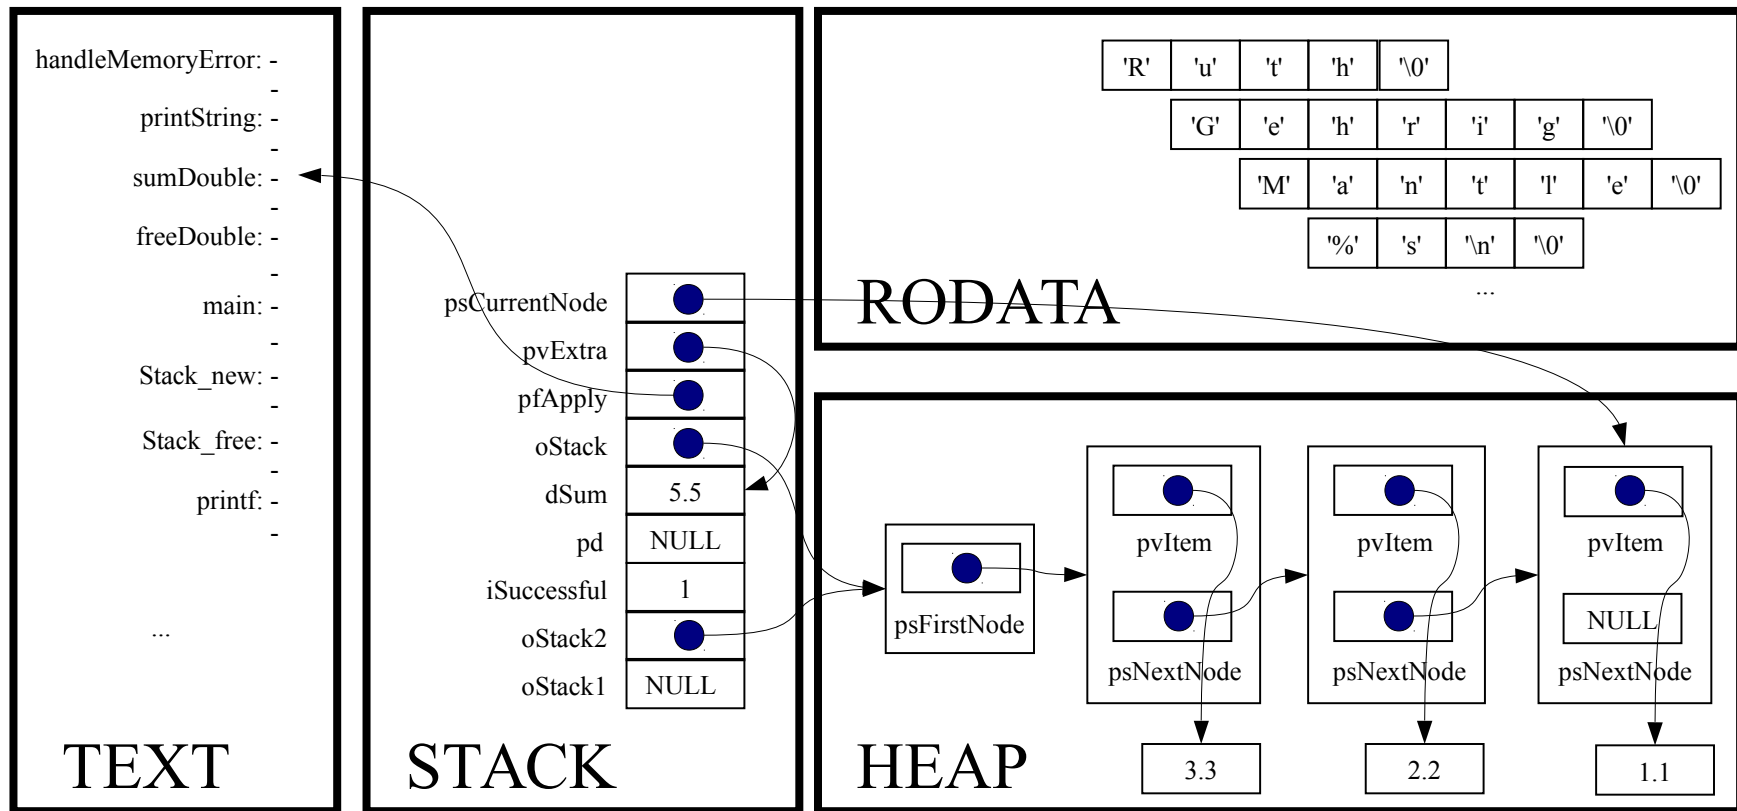 handleMemoryError: -
-
printString: -
-
sumDouble: -
-
freeDouble: -
-
main: -
-
Stack_new: -
-
Stack_free: -
-
printf: -
-
...
TEXT
psCurrentNode
pvExtra
pfApply
oStack
dSum 5.5
pd NULL
iSuccessful 1
oStack2
oStack1 NULL
STACK
'R' 'u' 't' 'h' '\0'
'G' 'e' 'h' 'r' 'i' 'g' '\0'
'M' 'a' 'n' 't' 'l' 'e' '\0'
'%' 's' '\n' '\0'
...
RODATA
psFirstNode
pvItem
psNextNode
3.3
pvItem
psNextNode
2.2
pvItem
NULL
psNextNode
1.1
HEAP